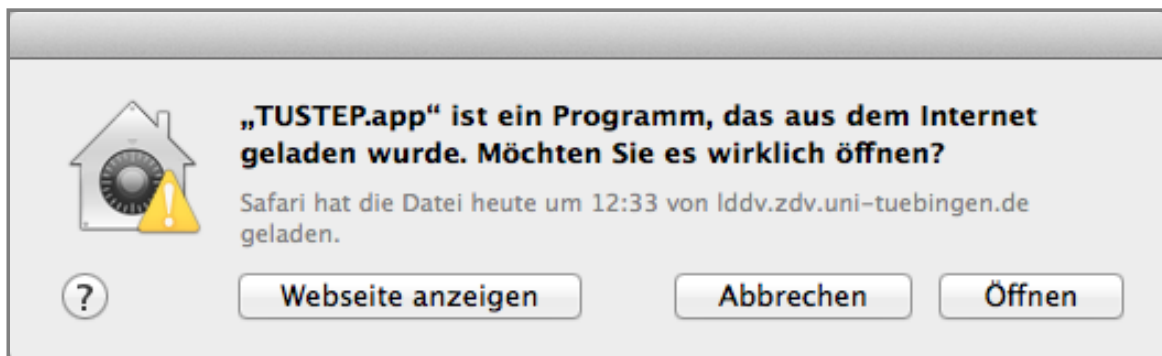 „TUSTEP.app“ ist ein Programm, das aus dem Internet
geladen wurde. Möchten Sie es wirklich öffnen?
Safari hat die Datei heute um 12:33 von lddv.zdv.uni-tuebingen.de
geladen.
? Webseite anzeigen Abbrechen Öffnen